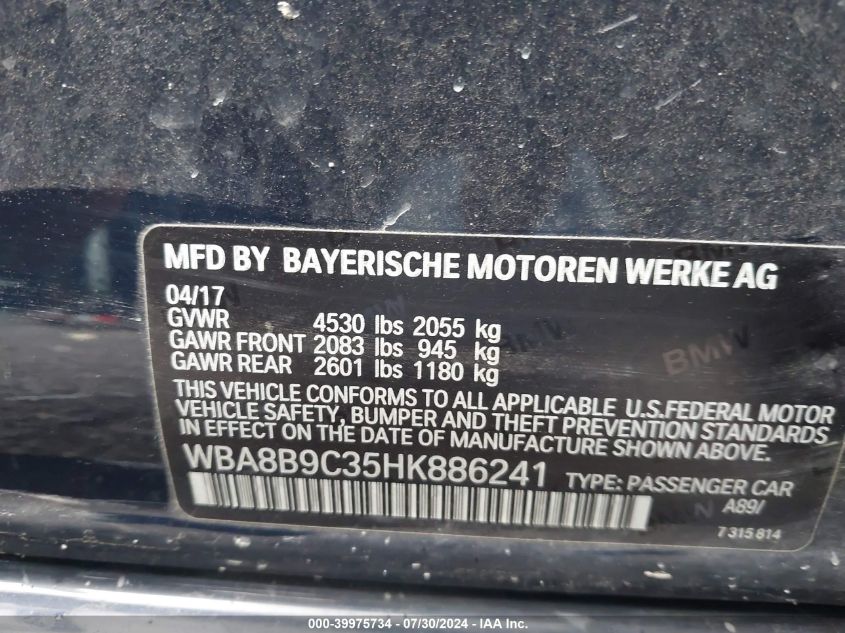 MFD BY BAYERISCHE MOTOREN WERKE AG
04/17
GVWR 4530 lbs 2055 kg
GAWR FRONT 2083 lbs 945 kg
GAWR REAR 2601 lbs 1180 kg
THIS VEHICLE CONFORMS TO ALL APPLICABLE U.S.FEDERAL MOTOR
VEHICLE SAFETY, BUMPER AND THEFT PREVENTION STANDARDS
IN EFFECT ON THE DATE OF MANUFACTURE SHOWN ABOVE.
WBA8B9C35HK886241 TYPE: PASSENGER CAR
A89/
7315814
BMW
000-39975734 - 07/30/2024 - IAA Inc.